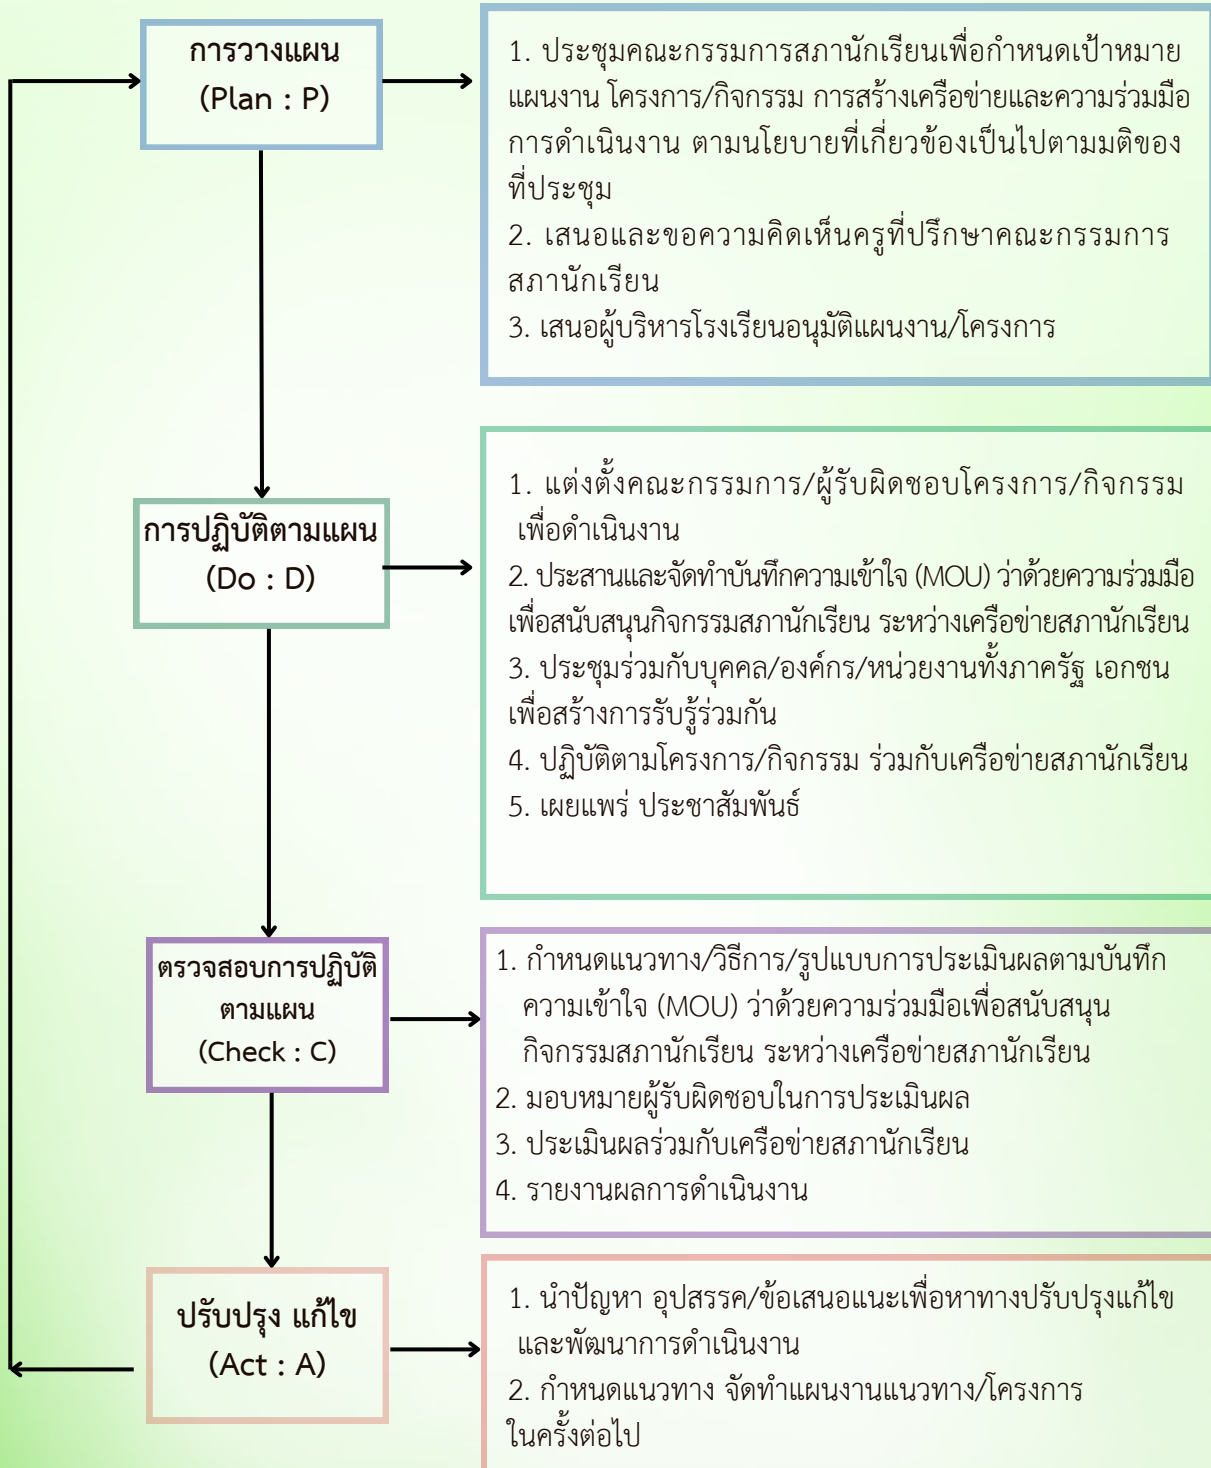 การวางแผน
(Plan : P)
1. ประชุมคณะกรรมการสภานักเรียนเพื่อกำหนดเป้าหมาย
แผนงาน โครงการ/กิจกรรม การสร้างเครือข่ายและความร่วมมือ
การดำเนินงาน ตามนโยบายที่เกี่ยวข้องเป็นไปตามมติของ
ที่ประชุม
2. เสนอและขอความคิดเห็นครูที่ปรึกษาคณะกรรมการ
สภานักเรียน
3. เสนอผู้บริหารโรงเรียนอนุมัติแผนงาน/โครงการ
การปฏิบัติตามแผน
(Do : D)
1. แต่งตั้งคณะกรรมการ/ผู้รับผิดชอบโครงการ/กิจกรรม
เพื่อดำเนินงาน
2. ประสานและจัดทำบันทึกความเข้าใจ (MOU) ว่าด้วยความร่วมมือ
เพื่อสนับสนุนกิจกรรมสภานักเรียน ระหว่างเครือข่ายสภานักเรียน
3. ประชุมร่วมกับบุคคล/องค์กร/หน่วยงานทั้งภาครัฐ เอกชน
เพื่อสร้างการรับรู้ร่วมกัน
4. ปฏิบัติตามโครงการ/กิจกรรม ร่วมกับเครือข่ายสภานักเรียน
5. เผยแพร่ ประชาสัมพันธ์
ตรวจสอบการปฏิบัติ
ตามแผน
(Check : C)
1. กำหนดแนวทาง/วิธีการ/รูปแบบการประเมินผลตามบันทึก
ความเข้าใจ (MOU) ว่าด้วยความร่วมมือเพื่อสนับสนุน
กิจกรรมสภานักเรียน ระหว่างเครือข่ายสภานักเรียน
2. มอบหมายผู้รับผิดชอบในการประเมินผล
3. ประเมินผลร่วมกับเครือข่ายสภานักเรียน
4. รายงานผลการดำเนินงาน
ปรับปรุง แก้ไข
(Act : A)
1. นำปัญหา อุปสรรค/ข้อเสนอแนะเพื่อหาทางปรับปรุงแก้ไข
และพัฒนาการดำเนินงาน
2. กำหนดแนวทาง จัดทำแผนงานแนวทาง/โครงการ
ในครั้งต่อไป